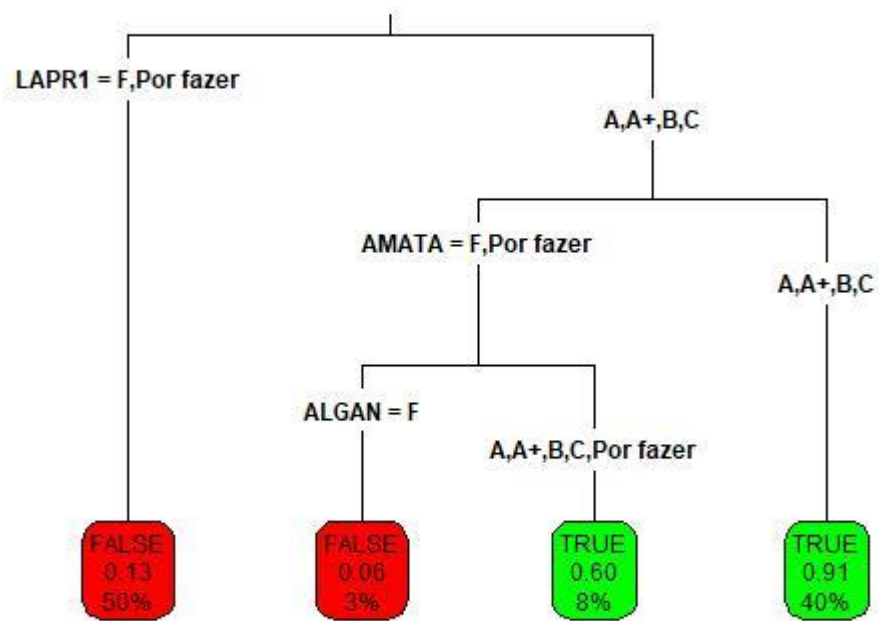 LAPR1 = F,Por fazer
A,A+,B,C
AMATA = F,Por fazer
A,A+,B,C
ALGAN = F
A,A+,B,C,Por fazer
FALSE
0.13
50%
FALSE
0.06
3%
TRUE
0.60
8%
TRUE
0.91
40%